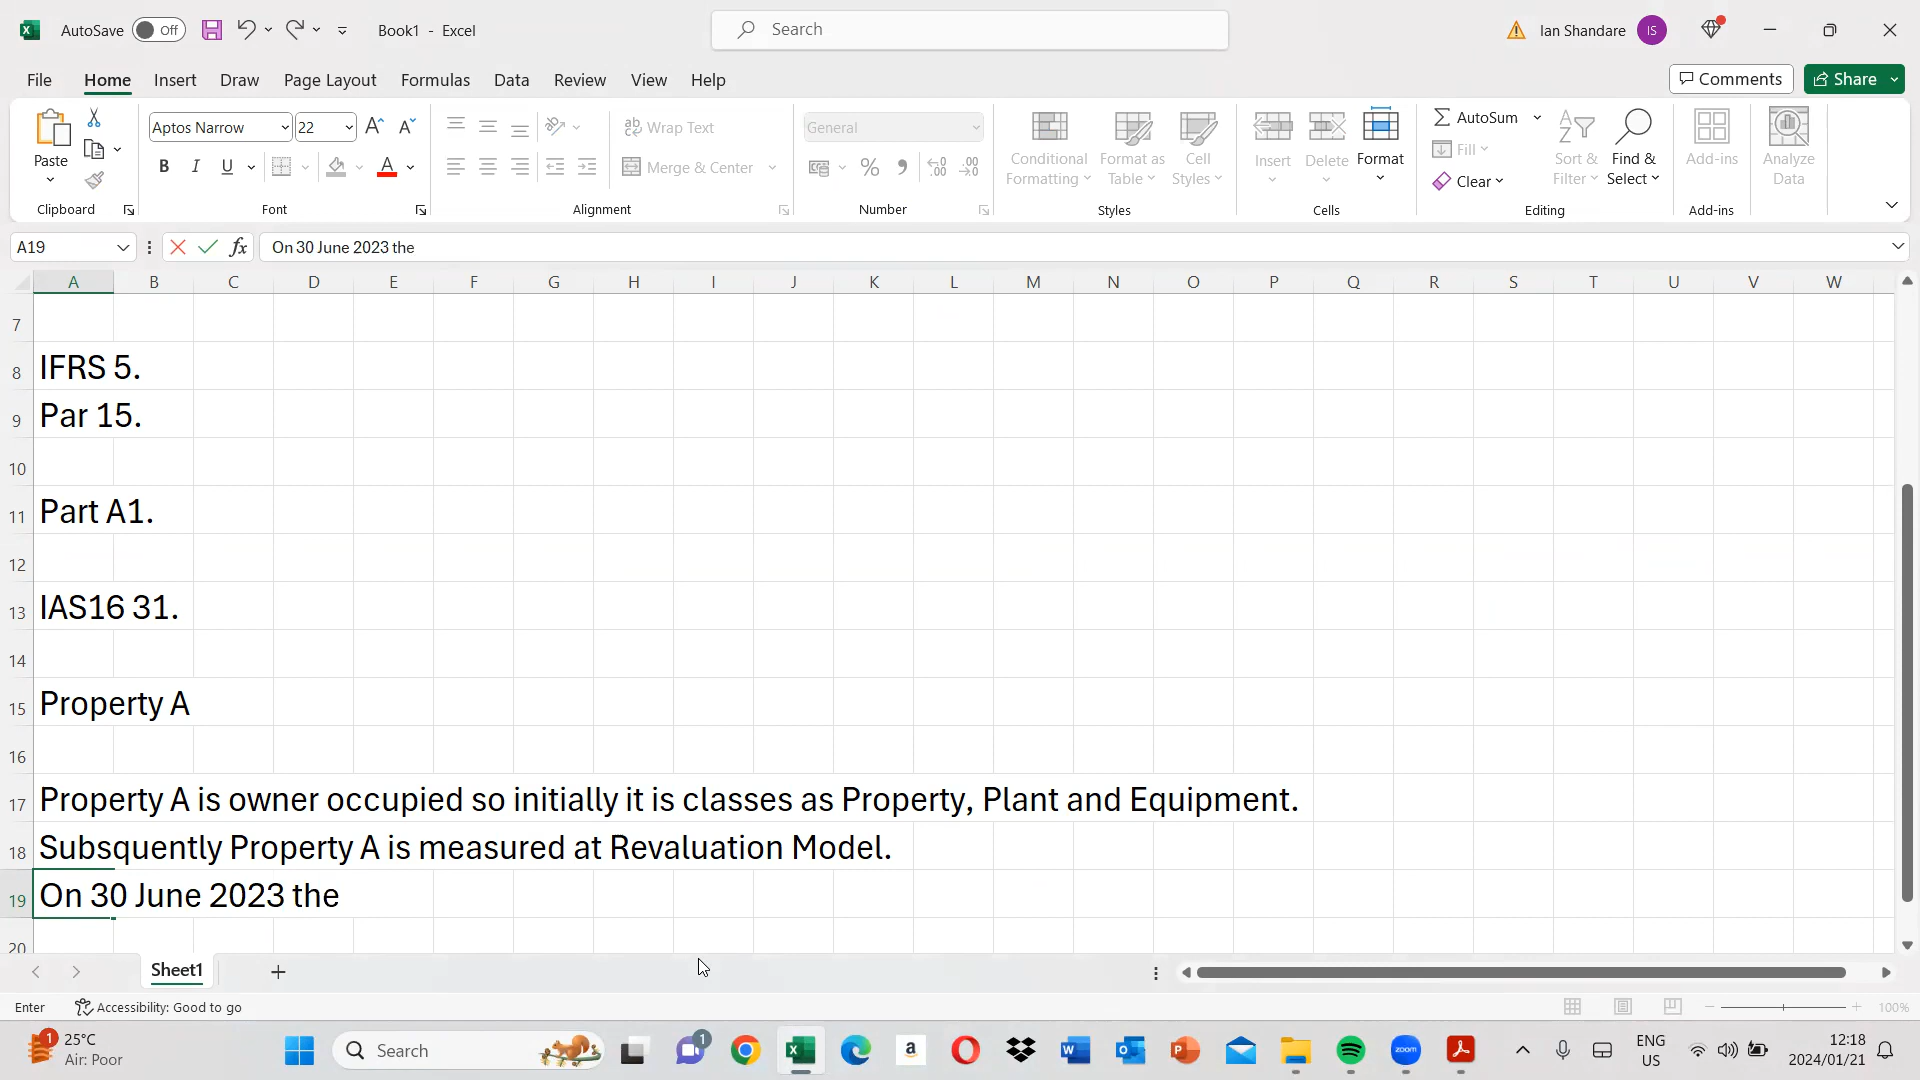 AutoSave Off Book1 - Excel Search Ian Shandare IS
File Home Insert Draw Page Layout Formulas Data Review View Help Comments Share
Paste Aptos Narrow 22 Wrap Text General Conditional Formatting Format as Table Cell Styles Insert Delete Format AutoSum Sort & Filter Find & Select Add-ins Analyze Data
B I U Merge & Center % Fill Clear
Clipboard Font Alignment Number Styles Cells Editing Add-ins
A19 fx On 30 June 2023 the
A B C D E F G H I J K L M N O P Q R S T U V W
7
8 IFRS 5.
9 Par 15.
10
11 Part A1.
12
13 IAS16 31.
14
15 Property A
16
17 Property A is owner occupied so initially it is classes as Property, Plant and Equipment.
18 Subsquently Property A is measured at Revaluation Model.
19 On 30 June 2023 the
20
Sheet1
Enter Accessibility: Good to go 100%
1 25°C Search 1 a zoom ENG 12:18
Air: Poor US 2024/01/21